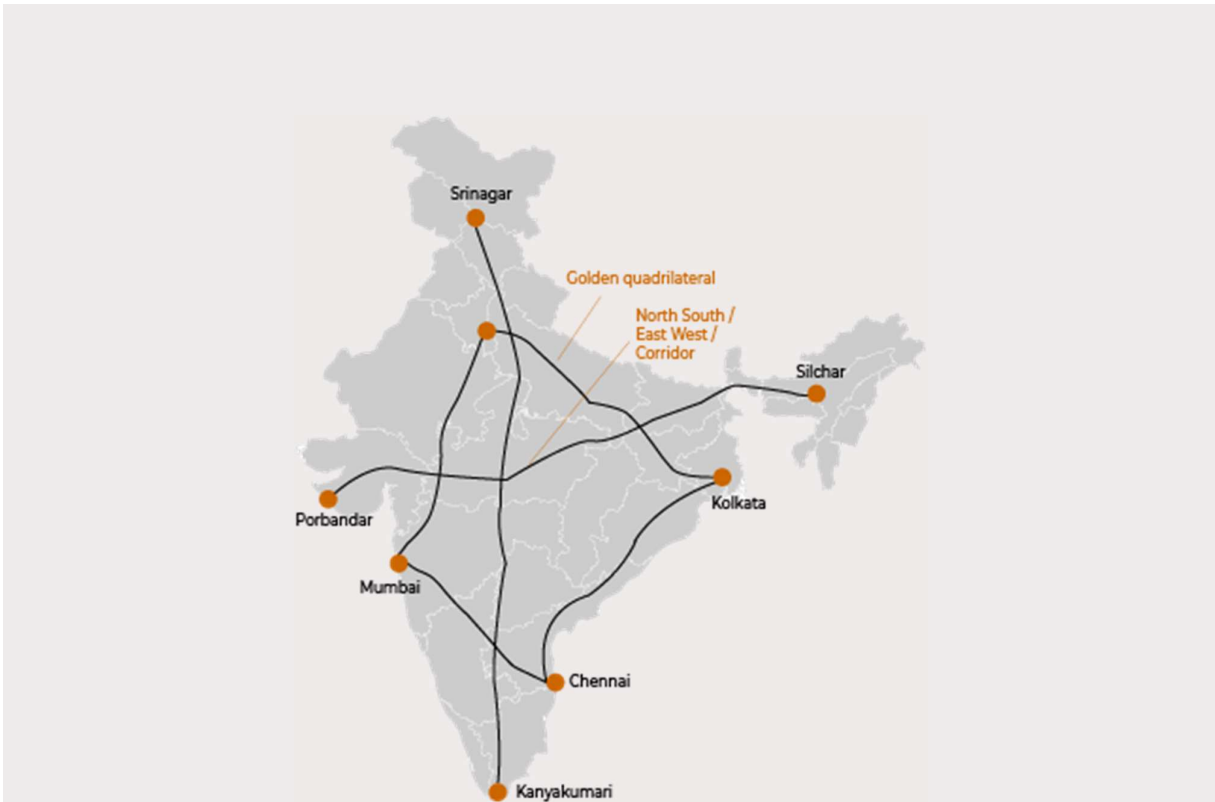 Srinagar
Golden quadrilateral
North South /
East West /
Corridor
Silchar
Kolkata
Porbandar
Mumbai
Chennai
Kanyakumari